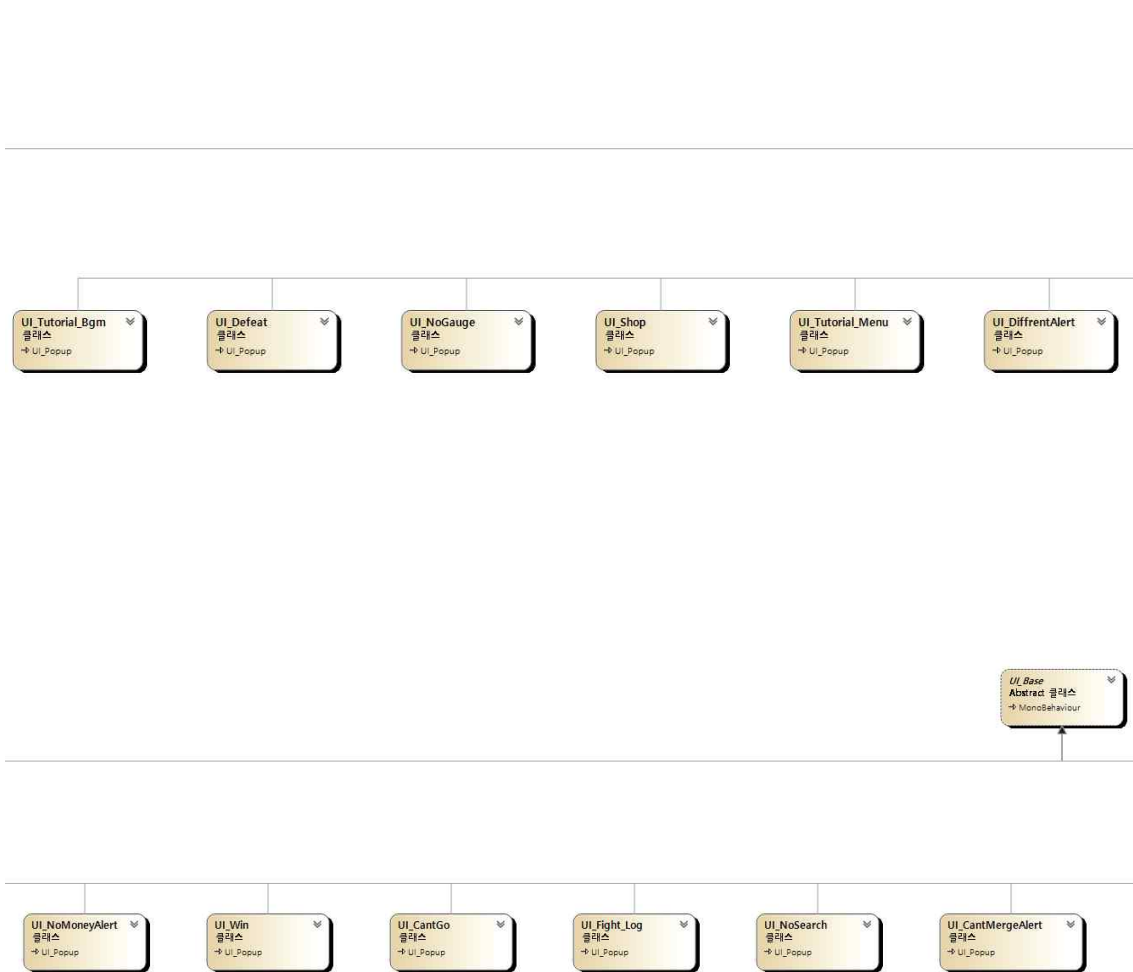 UI_Tutorial_Bgm
클래스
UI_Popup
UI_Defeat
클래스
UI_Popup
UI_NoGauge
클래스
UI_Popup
UI_Shop
클래스
UI_Popup
UI_Tutorial_Menu
클래스
UI_Popup
UI_DiffrentAlert
클래스
UI_Popup
UI_Base
Abstract 클래스
MonoBehaviour
UI_NoMoneyAlert
클래스
UI_Popup
UI_Win
클래스
UI_Popup
UI_CantGo
클래스
UI_Popup
UI_Fight_Log
클래스
UI_Popup
UI_NoSearch
클래스
UI_Popup
UI_CantMergeAlert
클래스
UI_Popup